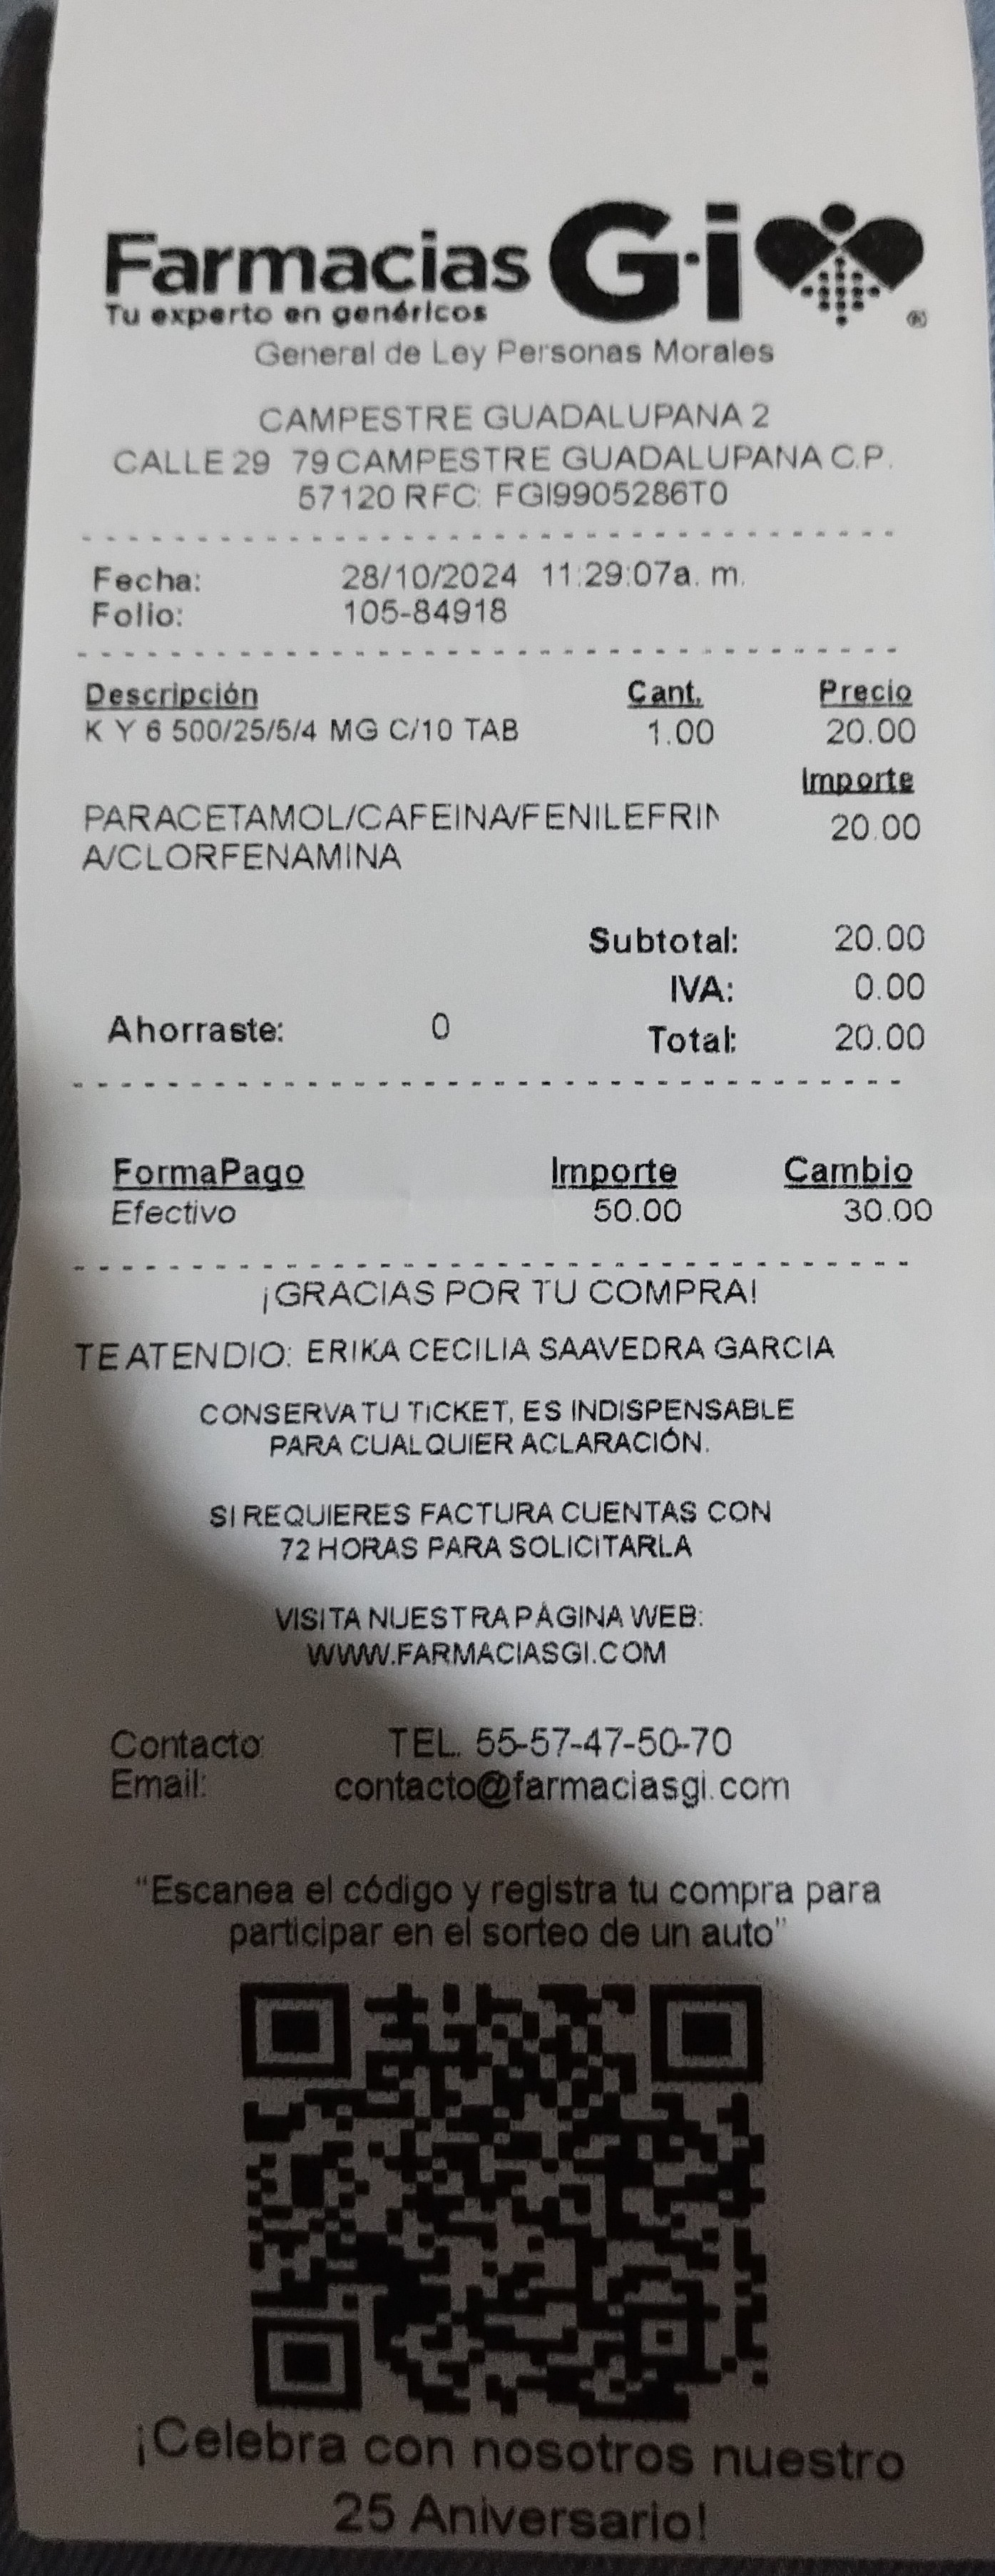 Farmacias G·i ®
Tu experto en genéricos
General de Ley Personas Morales
CAMPESTRE GUADALUPANA 2
CALLE 29 79 CAMPESTRE GUADALUPANA C.P.
57120 RFC: FGI9905286T0
Fecha: 28/10/2024 11:29:07a. m.
Folio: 105-84918
Descripción Cant. Precio
K Y 6 500/25/5/4 MG C/10 TAB 1.00 20.00
Importe
PARACETAMOL/CAFEINA/FENILEFRIN 20.00
A/CLORFENAMINA
Subtotal: 20.00
IVA: 0.00
Ahorraste: 0 Total: 20.00
FormaPago Importe Cambio
Efectivo 50.00 30.00
¡GRACIAS POR TU COMPRA!
TE ATENDIO: ERIKA CECILIA SAAVEDRA GARCIA
CONSERVA TU TICKET, ES INDISPENSABLE
PARA CUALQUIER ACLARACIÓN.
SI REQUIERES FACTURA CUENTAS CON
72 HORAS PARA SOLICITARLA
VISITA NUESTRA PÁGINA WEB:
WWW.FARMACIASGI.COM
Contacto: TEL. 55-57-47-50-70
Email: contacto@farmaciasgi.com
"Escanea el código y registra tu compra para
participar en el sorteo de un auto"
¡Celebra con nosotros nuestro
25 Aniversario!